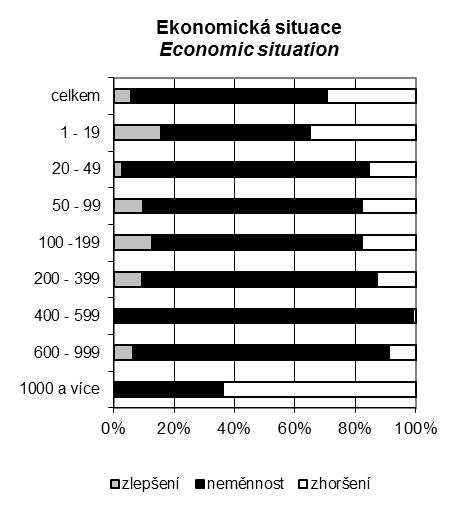 Ekonomická situace
Economic situation
celkem
1 - 19
20 - 49
50 - 99
100 -199
200 - 399
400 - 599
600 - 999
1000 a více
0% 20% 40% 60% 80% 100%
zlepšení neměnnost zhoršení